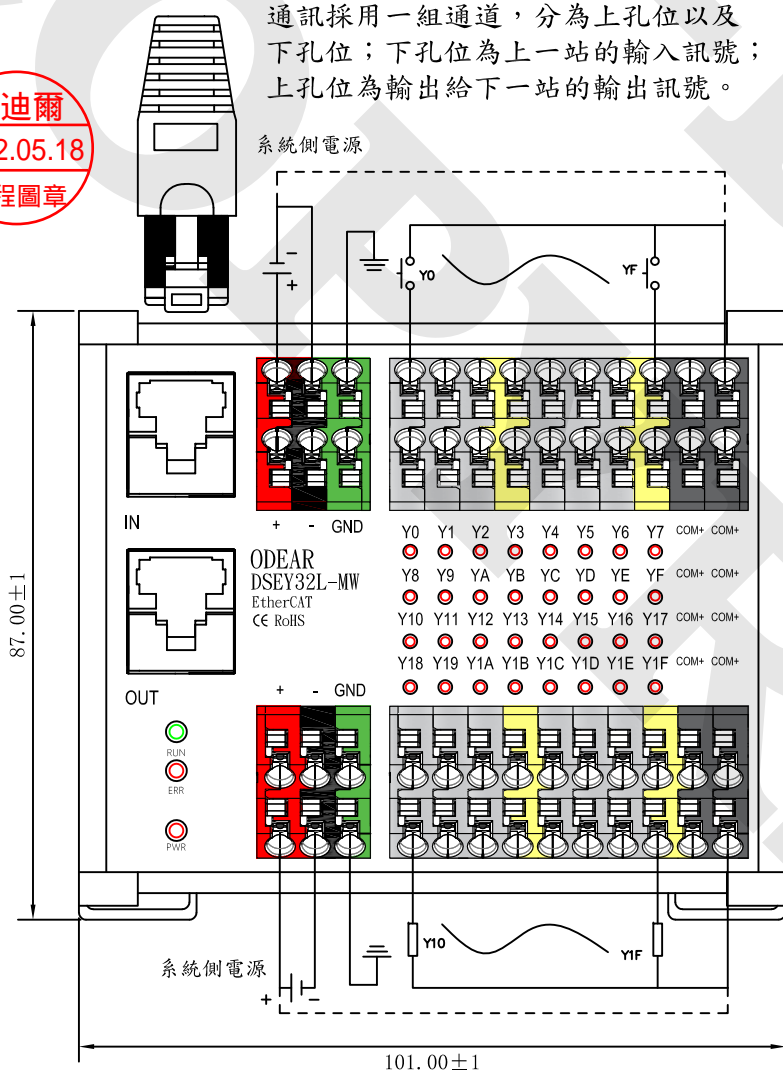 通訊採用一組通道，分為上孔位以及
下孔位；下孔位為上一站的輸入訊號；
上孔位為輸出給下一站的輸出訊號。
迪爾
2.05.18
程圖章
系統側電源
-
+
Y0
YF
IN
+ - GND
Y0 Y1 Y2 Y3 Y4 Y5 Y6 Y7 COM+ COM+
ODEAR
DSEY32L-MW
EtherCAT
CE RoHS
Y8 Y9 YA YB YC YD YE YF COM+ COM+
Y10 Y11 Y12 Y13 Y14 Y15 Y16 Y17 COM+ COM+
Y18 Y19 Y1A Y1B Y1C Y1D Y1E Y1F COM+ COM+
87.00±1
OUT
+ - GND
RUN
ERR
PWR
Y10
Y1F
系統側電源
+ -
101.00±1